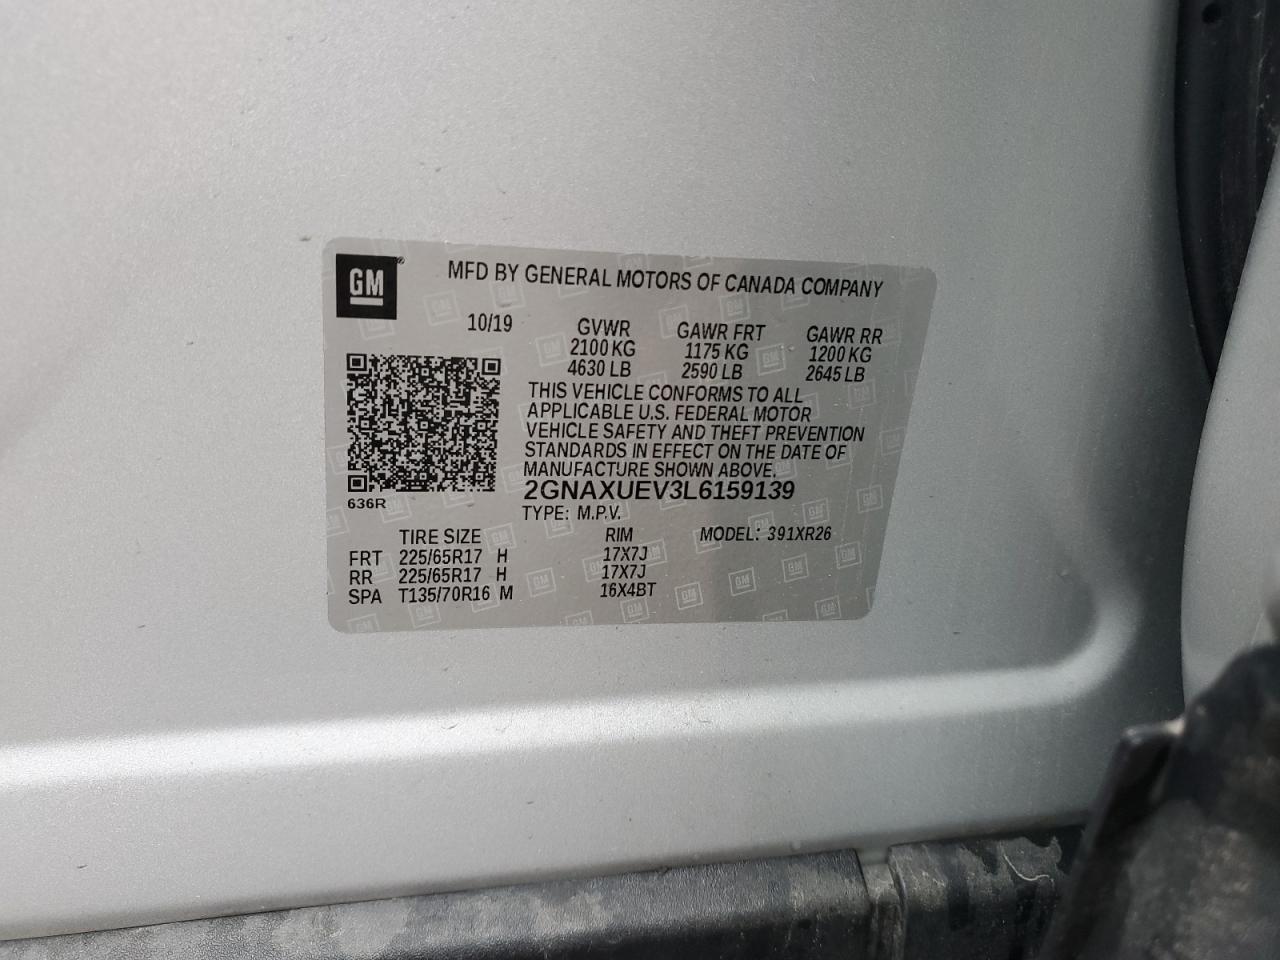 GM ®
MFD BY GENERAL MOTORS OF CANADA COMPANY
10/19 GVWR GAWR FRT GAWR RR
2100 KG 1175 KG 1200 KG
4630 LB 2590 LB 2645 LB
THIS VEHICLE CONFORMS TO ALL
APPLICABLE U.S. FEDERAL MOTOR
VEHICLE SAFETY AND THEFT PREVENTION
STANDARDS IN EFFECT ON THE DATE OF
MANUFACTURE SHOWN ABOVE.
2GNAXUEV3L6159139
636R
TYPE: M.P.V.
TIRE SIZE RIM MODEL: 391XR26
FRT 225/65R17 H 17X7J
RR 225/65R17 H 17X7J
SPA T135/70R16 M 16X4BT